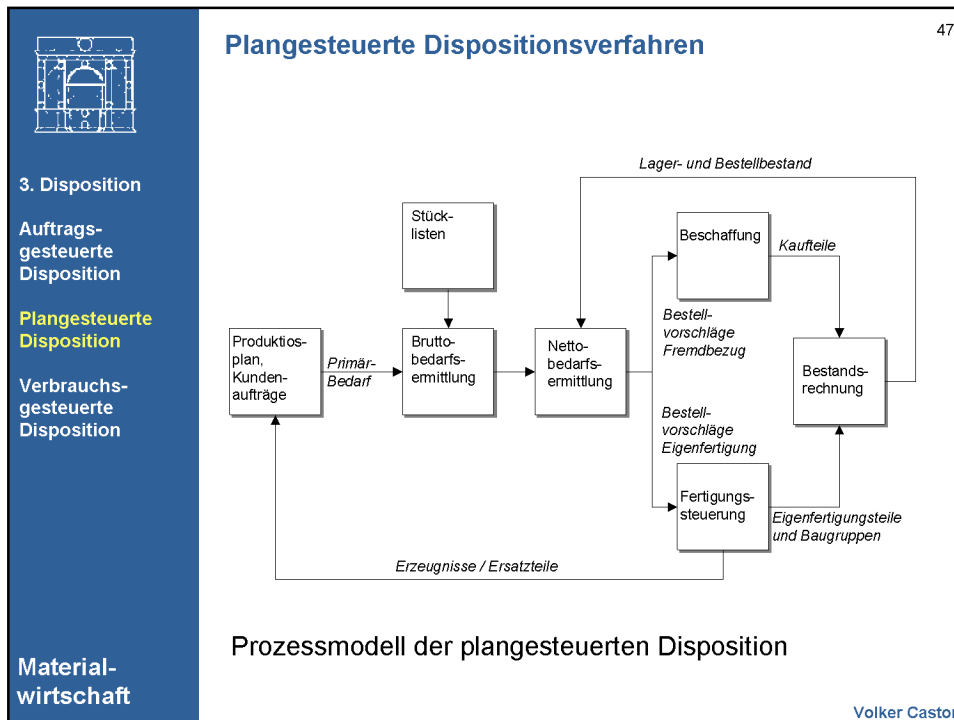 Plangesteuerte Dispositionsverfahren
47
3. Disposition
Auftrags-
gesteuerte
Disposition
Plangesteuerte
Disposition
Verbrauchs-
gesteuerte
Disposition
Material-
wirtschaft
Lager- und Bestellbestand
Stück-
listen
Beschaffung
Kaufteile
Bestell-
vorschläge
Fremdbezug
Produktios-
plan,
Kunden-
aufträge
Primär-
Bedarf
Brutto-
bedarfs-
ermittlung
Netto-
bedarfs-
ermittlung
Bestands-
rechnung
Bestell-
vorschläge
Eigenfertigung
Fertigungs-
steuerung
Eigenfertigungsteile
und Baugruppen
Erzeugnisse / Ersatzteile
Prozessmodell der plangesteuerten Disposition
Volker Castor